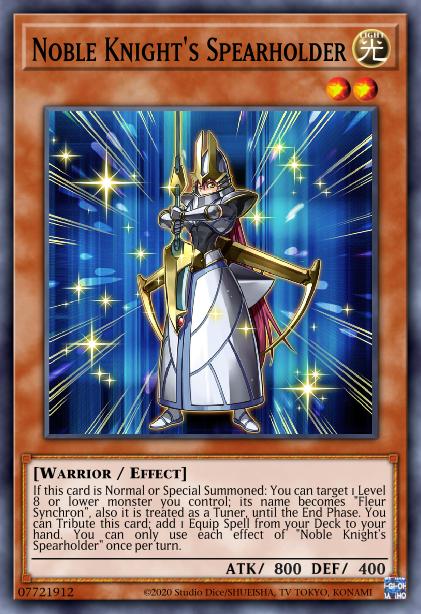 NOBLE KNIGHT'S SPEARHOLDER
LIGHT
光
[WARRIOR / EFFECT]
If this card is Normal or Special Summoned: You can target 1 Level
8 or lower monster you control; its name becomes "Fleur
Synchron", also it is treated as a Tuner, until the End Phase. You
can Tribute this card; add 1 Equip Spell from your Deck to your
hand. You can only use each effect of "Noble Knight's
Spearholder" once per turn.
ATK/ 800 DEF/ 400
07721912
©2020 Studio Dice/SHUEISHA, TV TOKYO, KONAMI